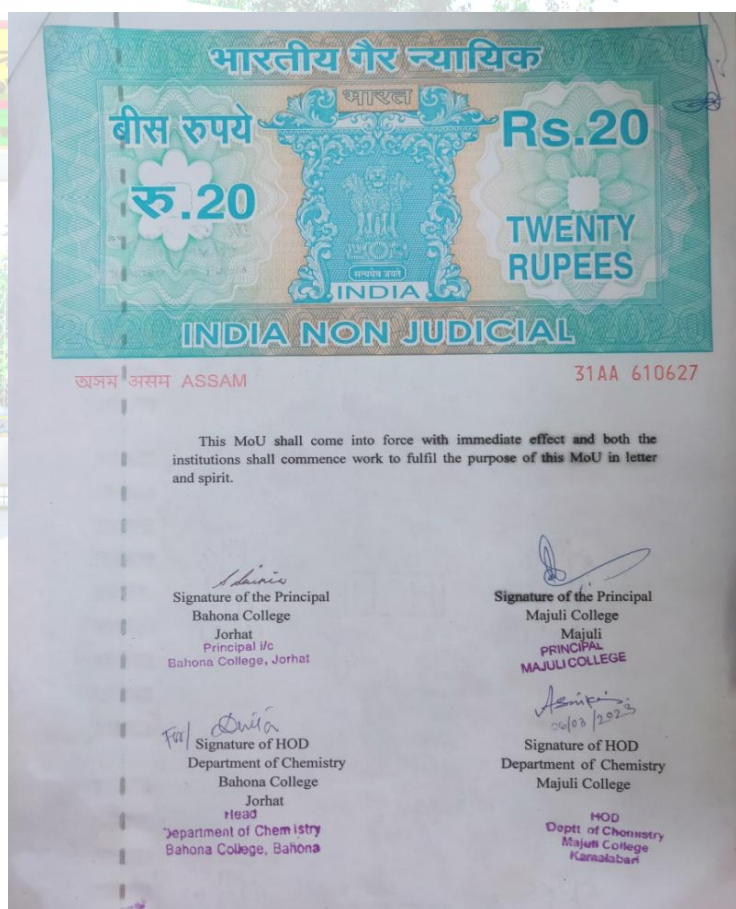 भारतीय गैर न्यायिक
भारत
बीस रुपये
रु.20
Rs.20
TWENTY
RUPEES
सत्यमेव जयते
INDIA
INDIA NON JUDICIAL
অসম असम ASSAM
31AA 610627
This MoU shall come into force with immediate effect and both the
institutions shall commence work to fulfil the purpose of this MoU in letter
and spirit.
Signature of the Principal
Bahona College
Jorhat
Principal i/c
Bahona College, Jorhat
Signature of the Principal
Majuli College
Majuli
PRINCIPAL
MAJULI COLLEGE
For/
Signature of HOD
Department of Chemistry
Bahona College
Jorhat
Head
Department of Chemistry
Bahona College, Bahona
06/03/2023
Signature of HOD
Department of Chemistry
Majuli College
HOD
Deptt of Chemistry
Majuli College
Kamalabari